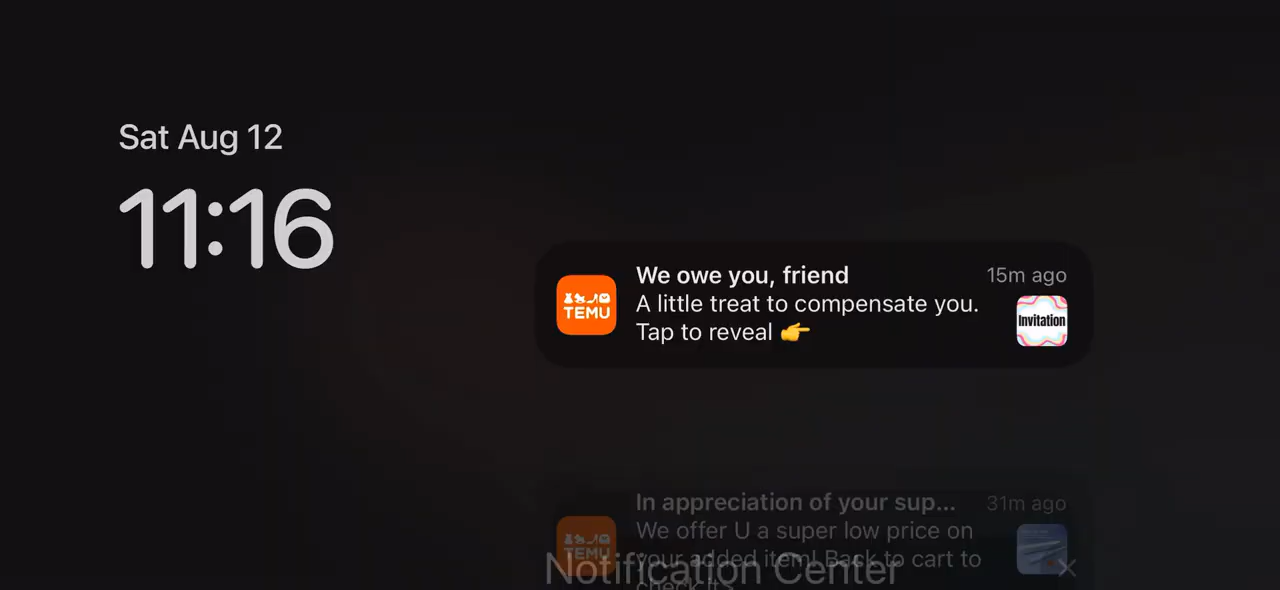 Sat Aug 12
11:16
We owe you, friend
15m ago
A little treat to compensate you.
Tap to reveal 👉
TEMU
Invitation
In appreciation of your sup...
31m ago
We offer U a super low price on
your added item! Back to cart to
check it's
TEMU
Notification Center